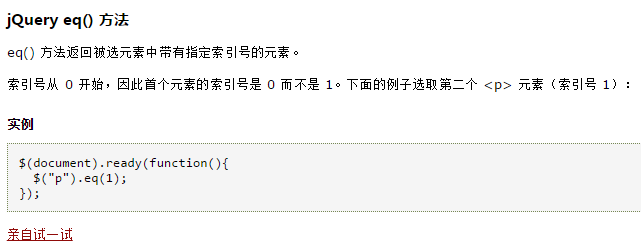 jQuery eq() 方法
eq() 方法返回被选元素中带有指定索引号的元素。
索引号从 0 开始，因此首个元素的索引号是 0 而不是 1。下面的例子选取第二个 <p> 元素（索引号 1）：
实例
$(document).ready(function(){
  $("p").eq(1);
});
亲自试一试